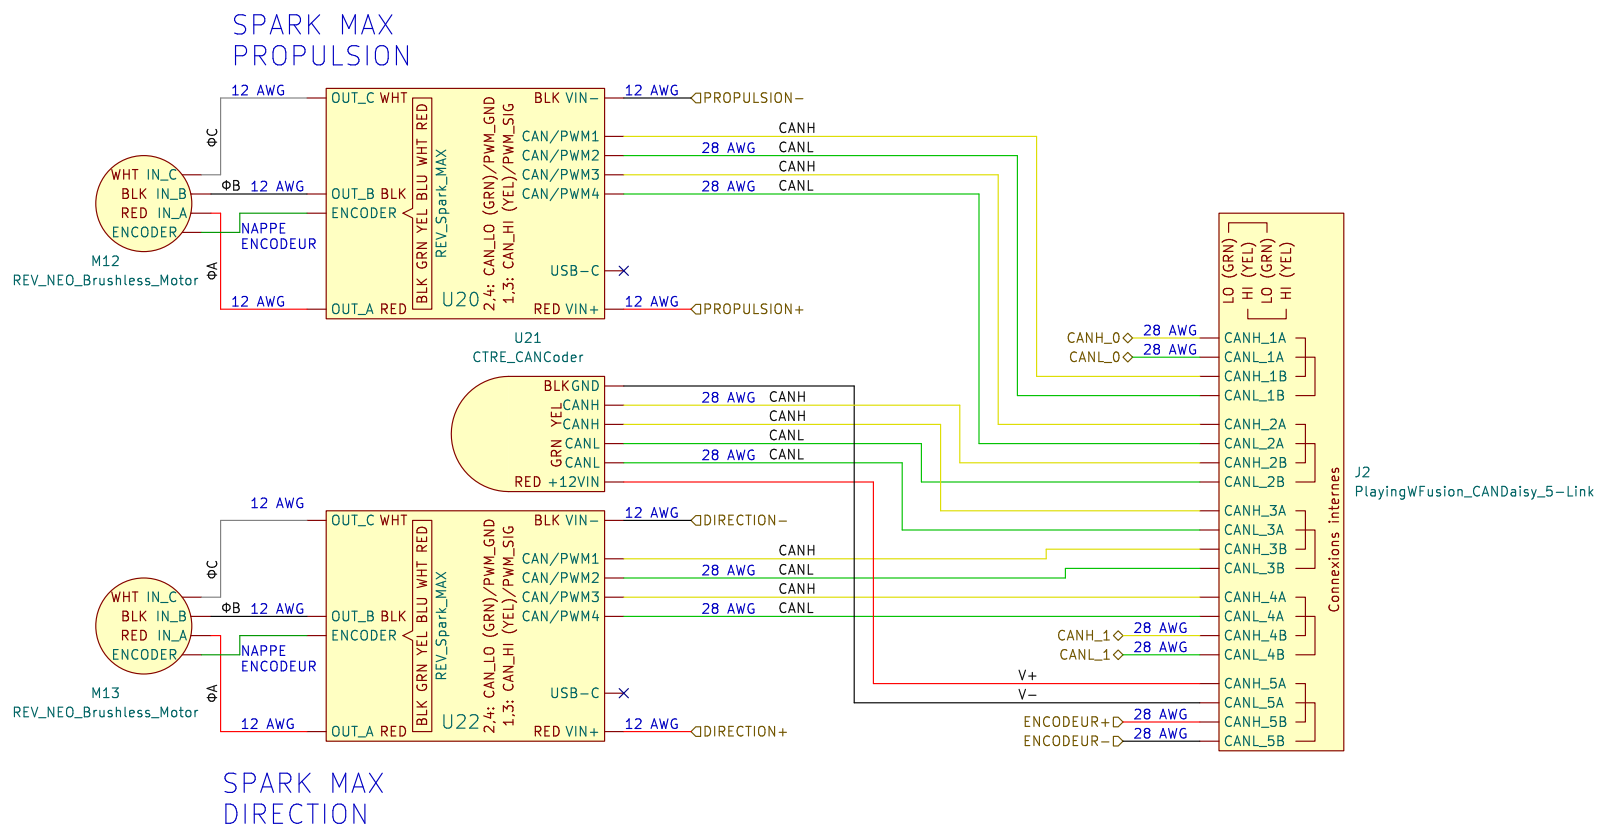 SPARK MAX
PROPULSION
12 AWG
ΦC
WHT IN_C
BLK IN_B
RED IN_A
ENCODER
M12
REV_NEO_Brushless_Motor
ΦB
12 AWG
NAPPE
ENCODEUR
ΦA
12 AWG
OUT_C WHT
OUT_B BLK
ENCODER
OUT_A RED
BLK GRN YEL BLU WHT RED
REV_Spark_MAX
U20
2,4: CAN_LO (GRN)/PWM_GND
1,3: CAN_HI (YEL)/PWM_SIG
BLK VIN-
CAN/PWM1
CAN/PWM2
CAN/PWM3
CAN/PWM4
USB-C
RED VIN+
12 AWG
PROPULSION-
CANH
28 AWG
CANL
CANH
28 AWG
CANL
12 AWG
PROPULSION+
U21
CTRE_CANCoder
BLK GND
YEL
CANH
CANH
GRN
CANL
CANL
RED +12VIN
28 AWG
CANH
CANH
CANL
28 AWG
CANL
12 AWG
ΦC
WHT IN_C
BLK IN_B
RED IN_A
ENCODER
M13
REV_NEO_Brushless_Motor
ΦB
12 AWG
NAPPE
ENCODEUR
ΦA
12 AWG
OUT_C WHT
OUT_B BLK
ENCODER
OUT_A RED
BLK GRN YEL BLU WHT RED
REV_Spark_MAX
U22
2,4: CAN_LO (GRN)/PWM_GND
1,3: CAN_HI (YEL)/PWM_SIG
BLK VIN-
CAN/PWM1
CAN/PWM2
CAN/PWM3
CAN/PWM4
USB-C
RED VIN+
12 AWG
DIRECTION-
CANH
28 AWG
CANL
CANH
28 AWG
CANL
12 AWG
DIRECTION+
V+
V-
SPARK MAX
DIRECTION
LO (GRN)
HI (YEL)
LO (GRN)
HI (YEL)
CANH_0
28 AWG
CANL_0
28 AWG
CANH_1A
CANL_1A
CANH_1B
CANL_1B
CANH_2A
CANL_2A
CANH_2B
CANL_2B
CANH_3A
CANL_3A
CANH_3B
CANL_3B
CANH_4A
CANL_4A
CANH_4B
CANL_4B
CANH_5A
CANL_5A
CANH_5B
CANL_5B
CANH_1
28 AWG
CANL_1
28 AWG
ENCODEUR+
28 AWG
ENCODEUR-
28 AWG
Connexions internes
J2
PlayingWFusion_CANDaisy_5-Link